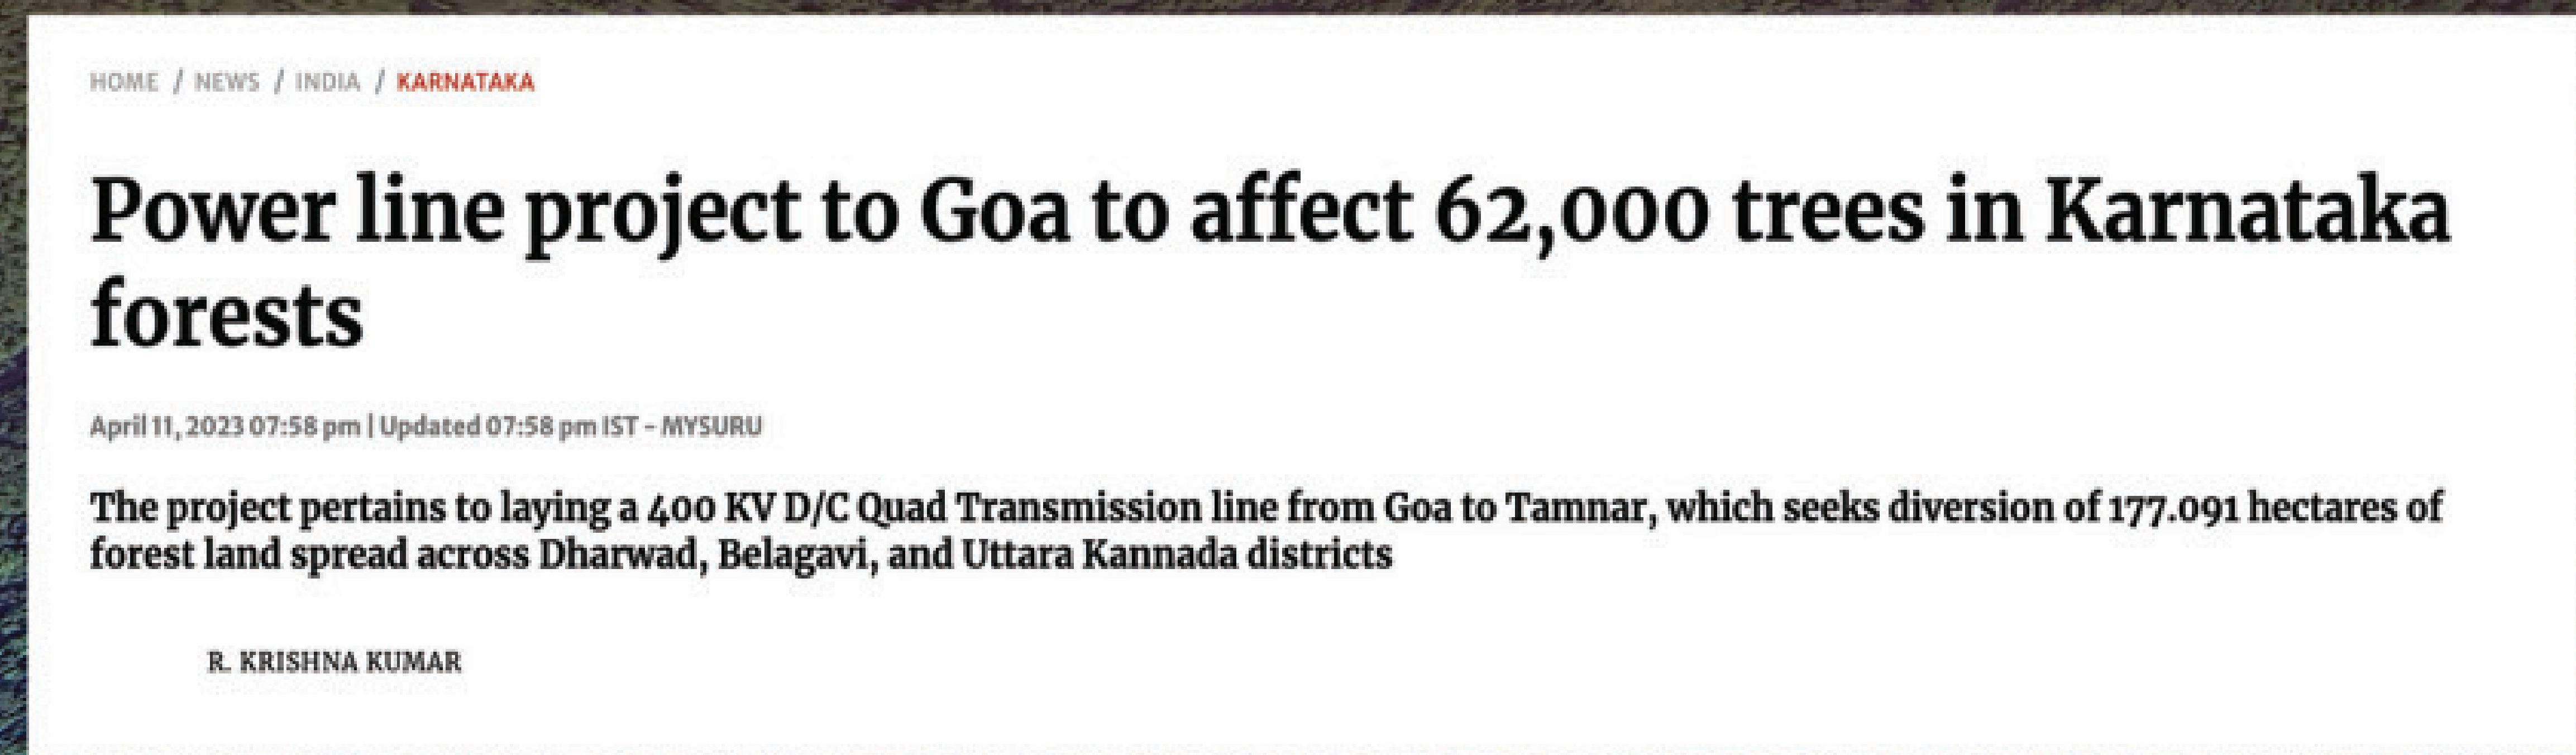 HOME / NEWS / INDIA / KARNATAKA
Power line project to Goa to affect 62,000 trees in Karnataka
forests
April 11, 2023 07:58 pm | Updated 07:58 pm IST - MYSURU
The project pertains to laying a 400 KV D/C Quad Transmission line from Goa to Tamnar, which seeks diversion of 177.091 hectares of
forest land spread across Dharwad, Belagavi, and Uttara Kannada districts
R. KRISHNA KUMAR